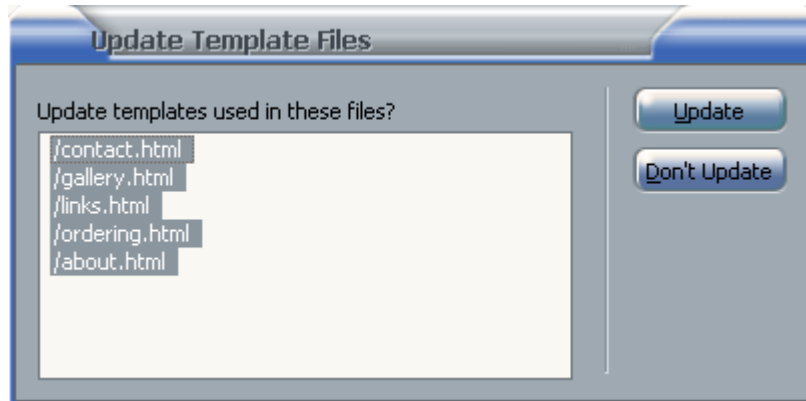 Update Template Files
Update templates used in these files?
/contact.html
/gallery.html
/links.html
/ordering.html
/about.html
Update
Don't Update